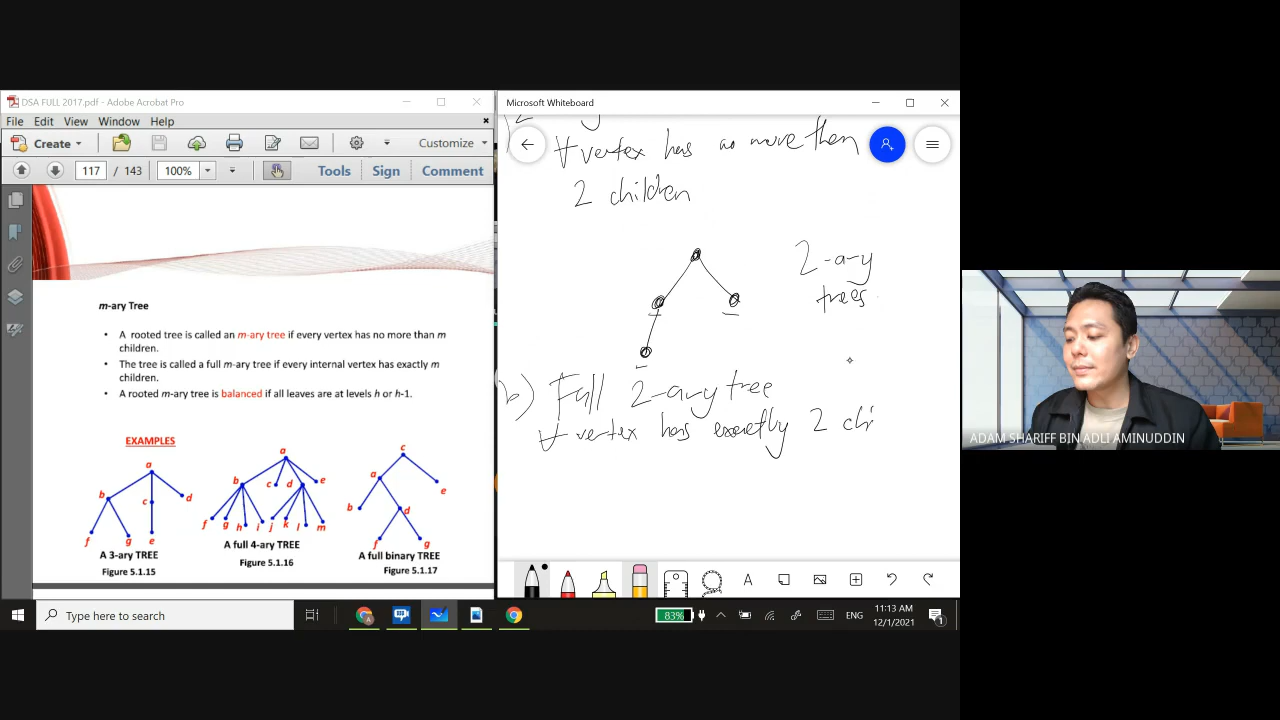 DSA FULL 2017.pdf - Adobe Acrobat Pro
File Edit View Window Help
Create
Customize
117 / 143
100%
Tools Sign Comment
m-ary Tree
• A rooted tree is called an m-ary tree if every vertex has no more than m
children.
• The tree is called a full m-ary tree if every internal vertex has exactly m
children.
• A rooted m-ary tree is balanced if all leaves are at levels h or h-1.
EXAMPLES
a
b
c
d
f
g
e
A 3-ary TREE
Figure 5.1.15
a
b
c
d
e
f
g
h
i
j
k
l
m
A full 4-ary TREE
Figure 5.1.16
c
a
e
b
d
f
g
A full binary TREE
Figure 5.1.17
Microsoft Whiteboard
∀ vertex has no more then
2 children
2-a-y
trees
b) Full 2-ary tree
∀ vertex has exactly 2 chi
A
ADAM SHARIFF BIN ADLI AMINUDDIN
Type here to search
83%
ENG
11:13 AM
12/1/2021
1